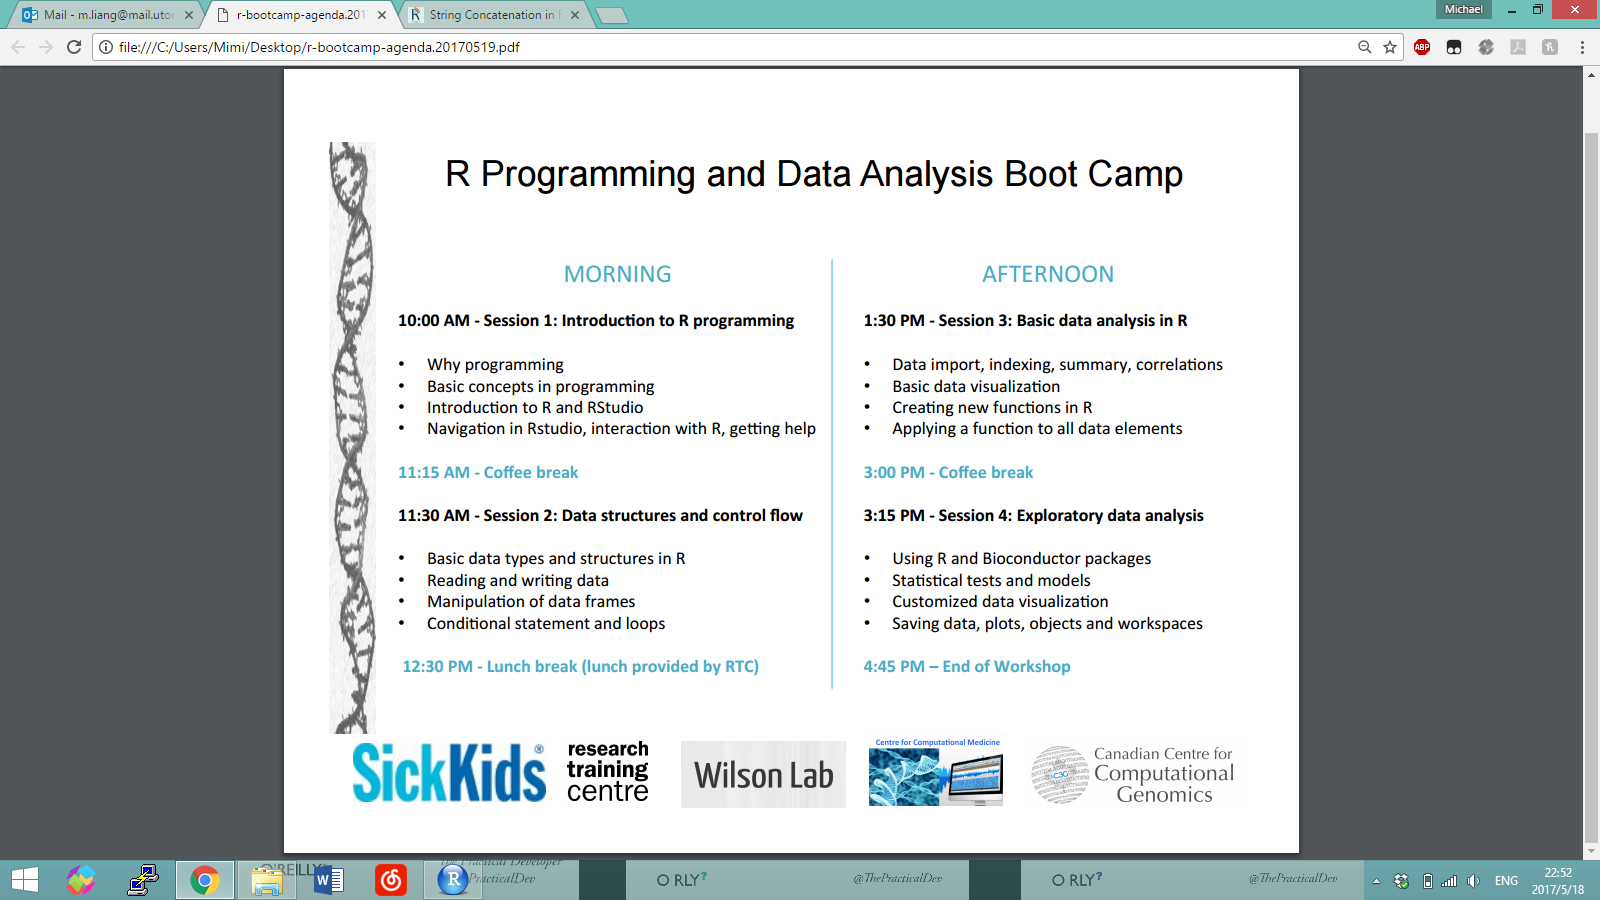 Mail - m.liang@mail.utor
r-bootcamp-agenda.201
String Concatenation in R
Michael
file:///C:/Users/Mimi/Desktop/r-bootcamp-agenda.20170519.pdf
ABP
R Programming and Data Analysis Boot Camp
MORNING
10:00 AM - Session 1: Introduction to R programming
• Why programming
• Basic concepts in programming
• Introduction to R and RStudio
• Navigation in Rstudio, interaction with R, getting help
11:15 AM - Coffee break
11:30 AM - Session 2: Data structures and control flow
• Basic data types and structures in R
• Reading and writing data
• Manipulation of data frames
• Conditional statement and loops
12:30 PM - Lunch break (lunch provided by RTC)
AFTERNOON
1:30 PM - Session 3: Basic data analysis in R
• Data import, indexing, summary, correlations
• Basic data visualization
• Creating new functions in R
• Applying a function to all data elements
3:00 PM - Coffee break
3:15 PM - Session 4: Exploratory data analysis
• Using R and Bioconductor packages
• Statistical tests and models
• Customized data visualization
• Saving data, plots, objects and workspaces
4:45 PM – End of Workshop
SickKids®
research
training
centre
Wilson Lab
Centre for Computational Medicine
C3G
Canadian Centre for
Computational
Genomics
O'REILLY
The Practical Developer
PracticalDev
O RLY?
@ThePracticalDev
O RLY?
@ThePracticalDev
ENG
22:52
2017/5/18